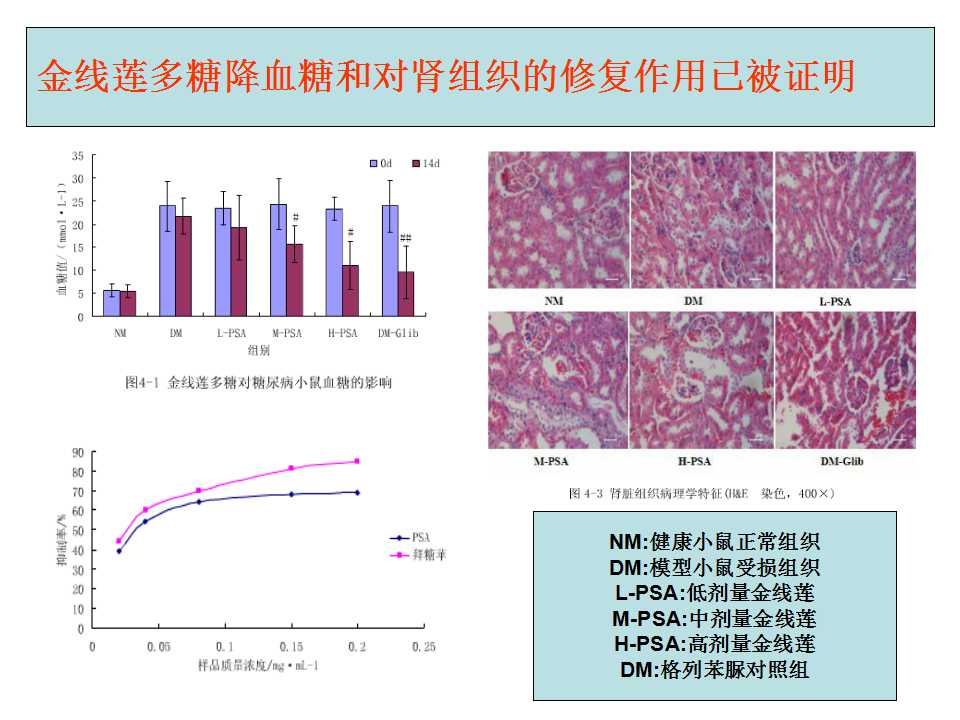 金线莲多糖降血糖和对肾组织的修复作用已被证明
血糖值/(mmol·L-1)
35
30
25
20
15
10
5
0
0d
14d
#
#
##
NM
DM
L-PSA
M-PSA
H-PSA
DM-Glib
组别
图4-1 金线莲多糖对糖尿病小鼠血糖的影响
NM
DM
L-PSA
M-PSA
H-PSA
DM-Glib
图4-3 肾脏组织病理学特征(H&E 染色,400×)
抑制率/%
90
80
70
60
50
40
30
20
10
0
PSA
拜糖苹
0
0.05
0.1
0.15
0.2
0.25
样品质量浓度/mg·mL-1
NM:健康小鼠正常组织
DM:模型小鼠受损组织
L-PSA:低剂量金线莲
M-PSA:中剂量金线莲
H-PSA:高剂量金线莲
DM:格列苯脲对照组